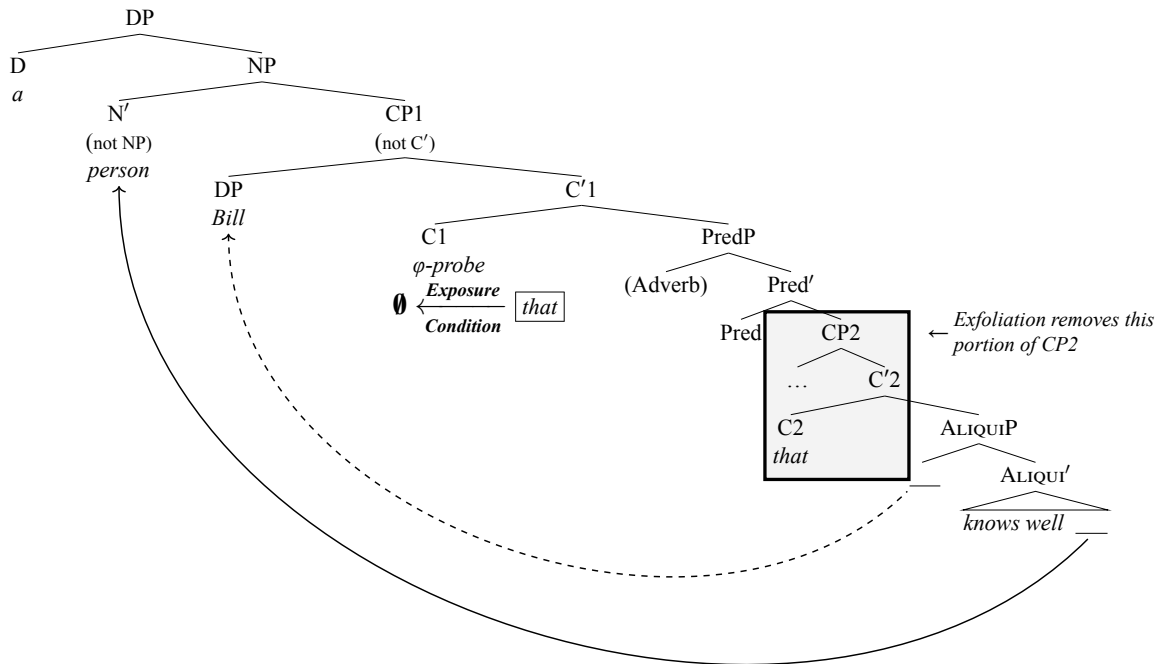 DP
D NP
a
N′ CP1
(not NP) (not C′)
person
DP C′1
Bill
C1 PredP
φ-probe (Adverb) Pred′
∅ Exposure that
Condition
Pred CP2 ← Exfoliation removes this
portion of CP2
… C′2
C2 ALIQUIP
that
ALIQUI′
knows well